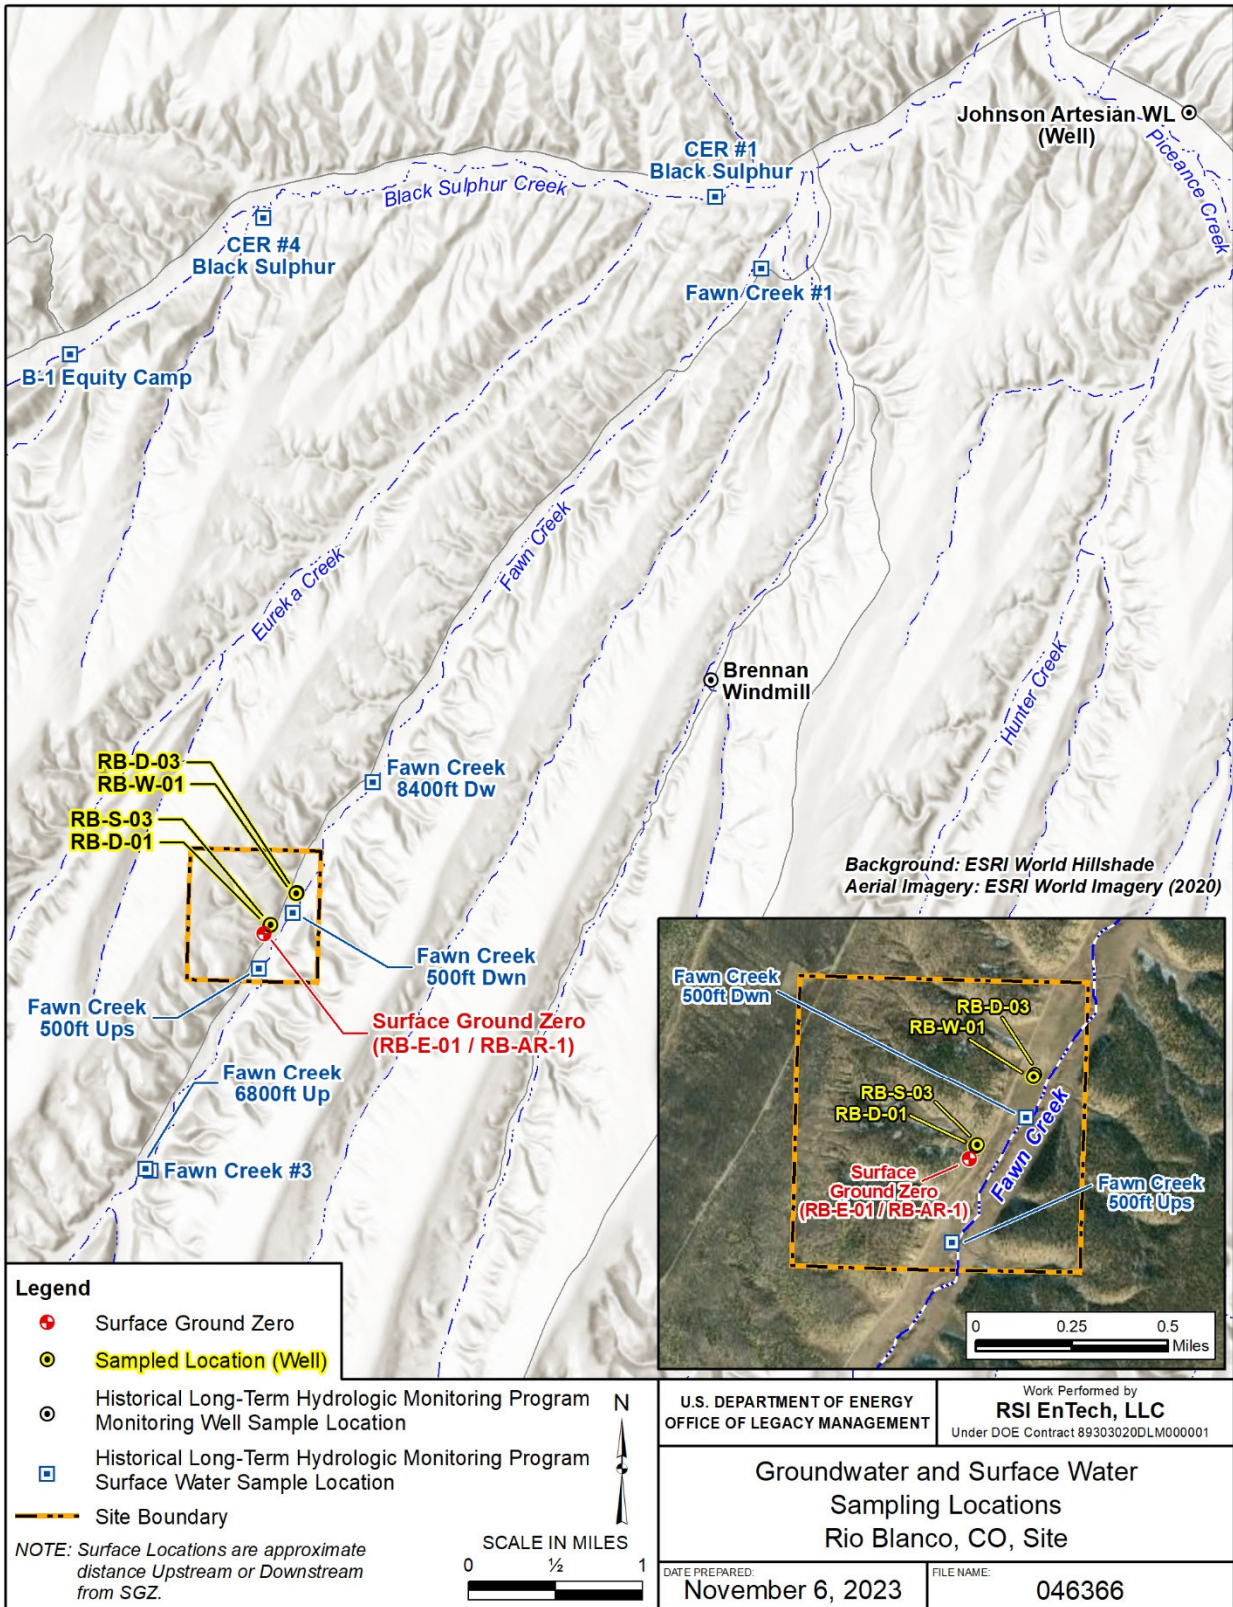 Johnson Artesian WL
(Well)
Piceance Creek
CER #1
Black Sulphur
Black Sulphur Creek
CER #4
Black Sulphur
Fawn Creek #1
B-1 Equity Camp
Fawn Creek
Eureka Creek
Brennan
Windmill
Hunter Creek
RB-D-03
RB-W-01
RB-S-03
RB-D-01
Fawn Creek
8400ft Dw
Background: ESRI World Hillshade
Aerial Imagery: ESRI World Imagery (2020)
Fawn Creek
500ft Dwn
Fawn Creek
500ft Ups
Surface Ground Zero
(RB-E-01 / RB-AR-1)
Fawn Creek
6800ft Up
Fawn Creek #3
Fawn Creek
500ft Dwn
RB-D-03
RB-W-01
RB-S-03
RB-D-01
Fawn Creek
Surface
Ground Zero
(RB-E-01 / RB-AR-1)
Fawn Creek
500ft Ups
0 0.25 0.5
Miles
Legend
Surface Ground Zero
Sampled Location (Well)
Historical Long-Term Hydrologic Monitoring Program
Monitoring Well Sample Location
Historical Long-Term Hydrologic Monitoring Program
Surface Water Sample Location
Site Boundary
NOTE: Surface Locations are approximate
distance Upstream or Downstream
from SGZ.
N
SCALE IN MILES
0 ½ 1
U.S. DEPARTMENT OF ENERGY
OFFICE OF LEGACY MANAGEMENT
Work Performed by
RSI EnTech, LLC
Under DOE Contract 89303020DLM000001
Groundwater and Surface Water
Sampling Locations
Rio Blanco, CO, Site
DATE PREPARED:
November 6, 2023
FILE NAME:
046366